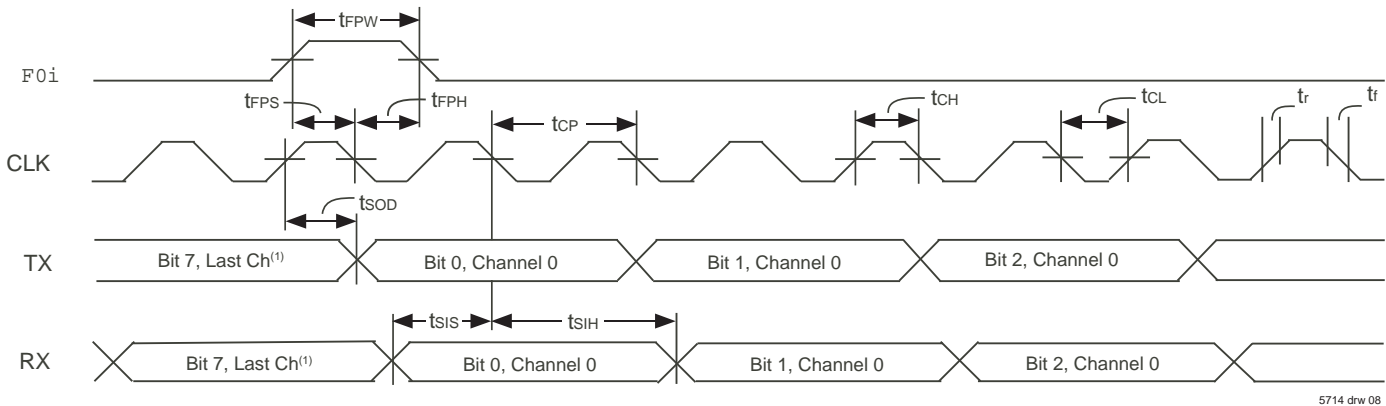 tFPW
F0i
tFPS
tFPH
tCP
tCH
tCL
tr
tf
CLK
tSOD
TX
Bit 7, Last Ch(1)
Bit 0, Channel 0
Bit 1, Channel 0
Bit 2, Channel 0
tSIS
tSIH
RX
Bit 7, Last Ch(1)
Bit 0, Channel 0
Bit 1, Channel 0
Bit 2, Channel 0
5714 drw 08